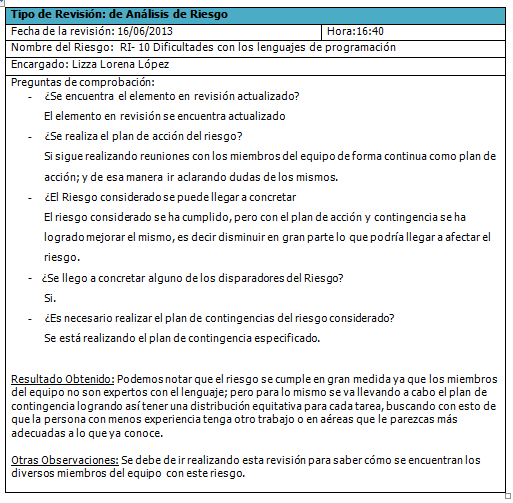 Tipo de Revisión: de Análisis de Riesgo
Fecha de la revisión: 16/06/2013 Hora:16:40
Nombre del Riesgo: RI- 10 Dificultades con los lenguajes de programación
Encargado: Lizza Lorena López
Preguntas de comprobación:
- ¿Se encuentra el elemento en revisión actualizado?
El elemento en revisión se encuentra actualizado
- ¿Se realiza el plan de acción del riesgo?
Si sigue realizando reuniones con los miembros del equipo de forma continua como plan de
acción; y de esa manera ir aclarando dudas de los mismos.
- ¿El Riesgo considerado se puede llegar a concretar
El riesgo considerado se ha cumplido, pero con el plan de acción y contingencia se ha
logrado mejorar el mismo, es decir disminuir en gran parte lo que podría llegar a afectar el
riesgo.
- ¿Se llego a concretar alguno de los disparadores del Riesgo?
Si.
- ¿Es necesario realizar el plan de contingencias del riesgo considerado?
Se está realizando el plan de contingencia especificado.
Resultado Obtenido: Podemos notar que el riesgo se cumple en gran medida ya que los miembros
del equipo no son expertos con el lenguaje; pero para lo mismo se va llevando a cabo el plan de
contingencia logrando así tener una distribución equitativa para cada tarea, buscando con esto de
que la persona con menos experiencia tenga otro trabajo o en aéreas que le parezcas más
adecuadas a lo que ya conoce.
Otras Observaciones: Se debe de ir realizando esta revisión para saber cómo se encuentran los
diversos miembros del equipo con este riesgo.